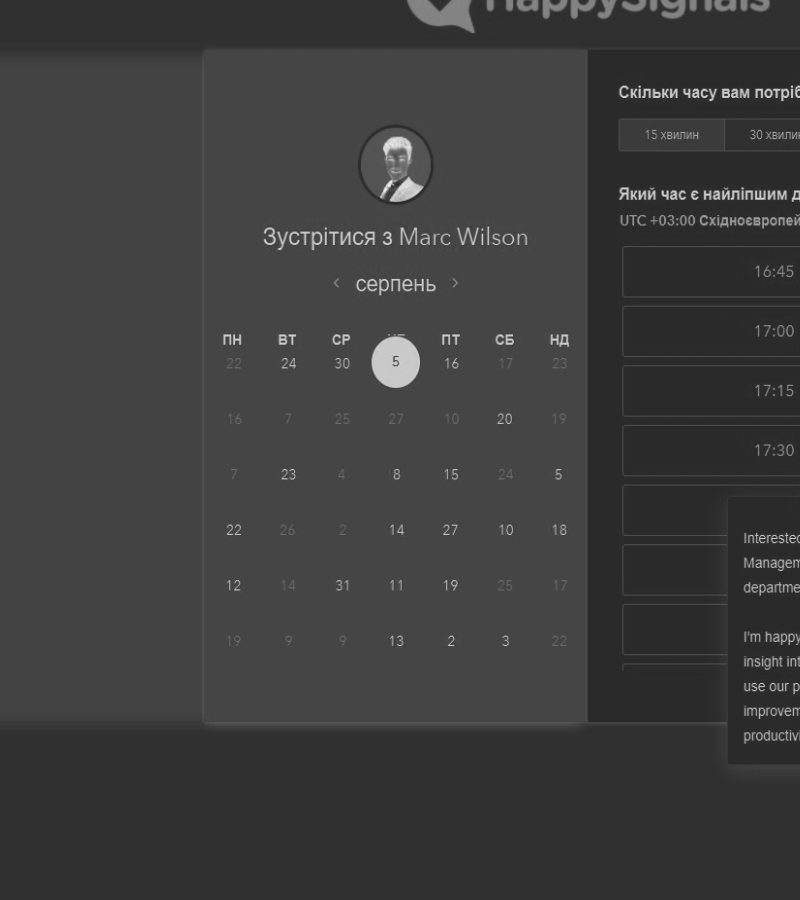 HappySignals
Зустрітися з Marc Wilson
серпень
ПН ВТ СР ПТ СБ НД
22 24 30 5 16 17 23
16 7 25 27 10 20 19
7 23 4 8 15 24 5
22 26 2 14 27 10 18
12 14 31 11 19 25 17
19 9 9 13 2 3 22
Скільки часу вам потріб
15 хвилин 30 хвилин
Який час є найліпшим д
UTC +03:00 Східноєвропей
16:45
17:00
17:15
17:30
Interested
Managem
departme
I'm happy
insight int
use our p
improvem
productivi